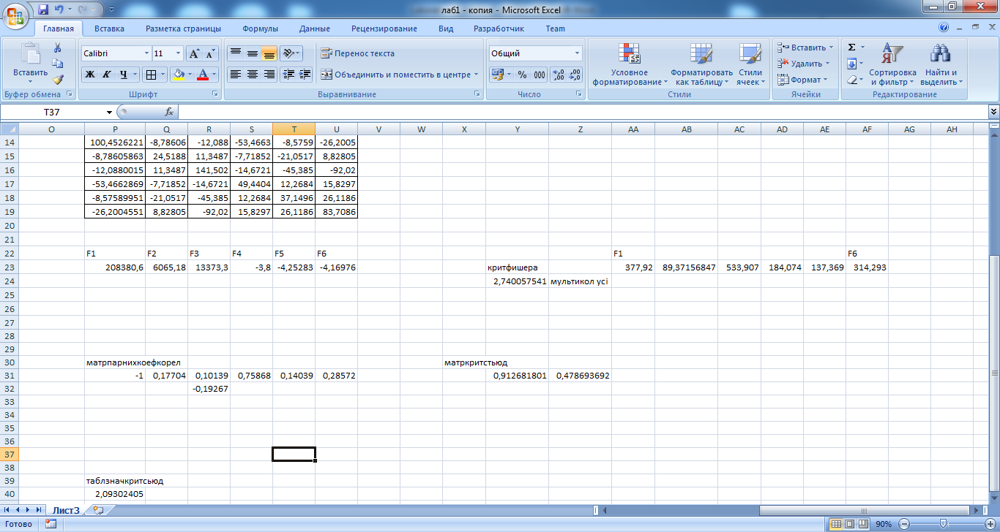 лаб1 - копия - Microsoft Excel
Главная Вставка Разметка страницы Формулы Данные Рецензирование Вид Разработчик Team
Calibri 11 Перенос текста Общий Σ
Вставить Ж К Ч А Объединить и поместить в центре % 000 Условное форматирование Форматировать как таблицу Стили ячеек Вставить Удалить Формат Сортировка и фильтр Найти и выделить
Буфер обмена Шрифт Выравнивание Число Стили Ячейки Редактирование
T37 fx
O P Q R S T U V W X Y Z AA AB AC AD AE AF AG AH
14 100,4526221 -8,78606 -12,088 -53,4663 -8,5759 -26,2005
15 -8,78605863 24,5188 11,3487 -7,71852 -21,0517 8,82805
16 -12,0880015 11,3487 141,502 -14,6721 -45,385 -92,02
17 -53,4662869 -7,71852 -14,6721 49,4404 12,2684 15,8297
18 -8,57589951 -21,0517 -45,385 12,2684 37,1496 26,1186
19 -26,2004551 8,82805 -92,02 15,8297 26,1186 83,7086
20
21
22 F1 F2 F3 F4 F5 F6 F1 F6
23 208380,6 6065,18 13373,3 -3,8 -4,25283 -4,16976 критфишера 377,92 89,37156847 533,907 184,074 137,369 314,293
24 2,740057541 мультикол усі
25
26
27
28
29
30 матрпарнихкоефкорел матркритстьюд
31 -1 0,17704 0,10139 0,75868 0,14039 0,28572 0,912681801 0,478693692
32 -0,19267
33
34
35
36
37
38
39 таблзначкритсьюд
40 2,09302405
Лист3
Готово 90%